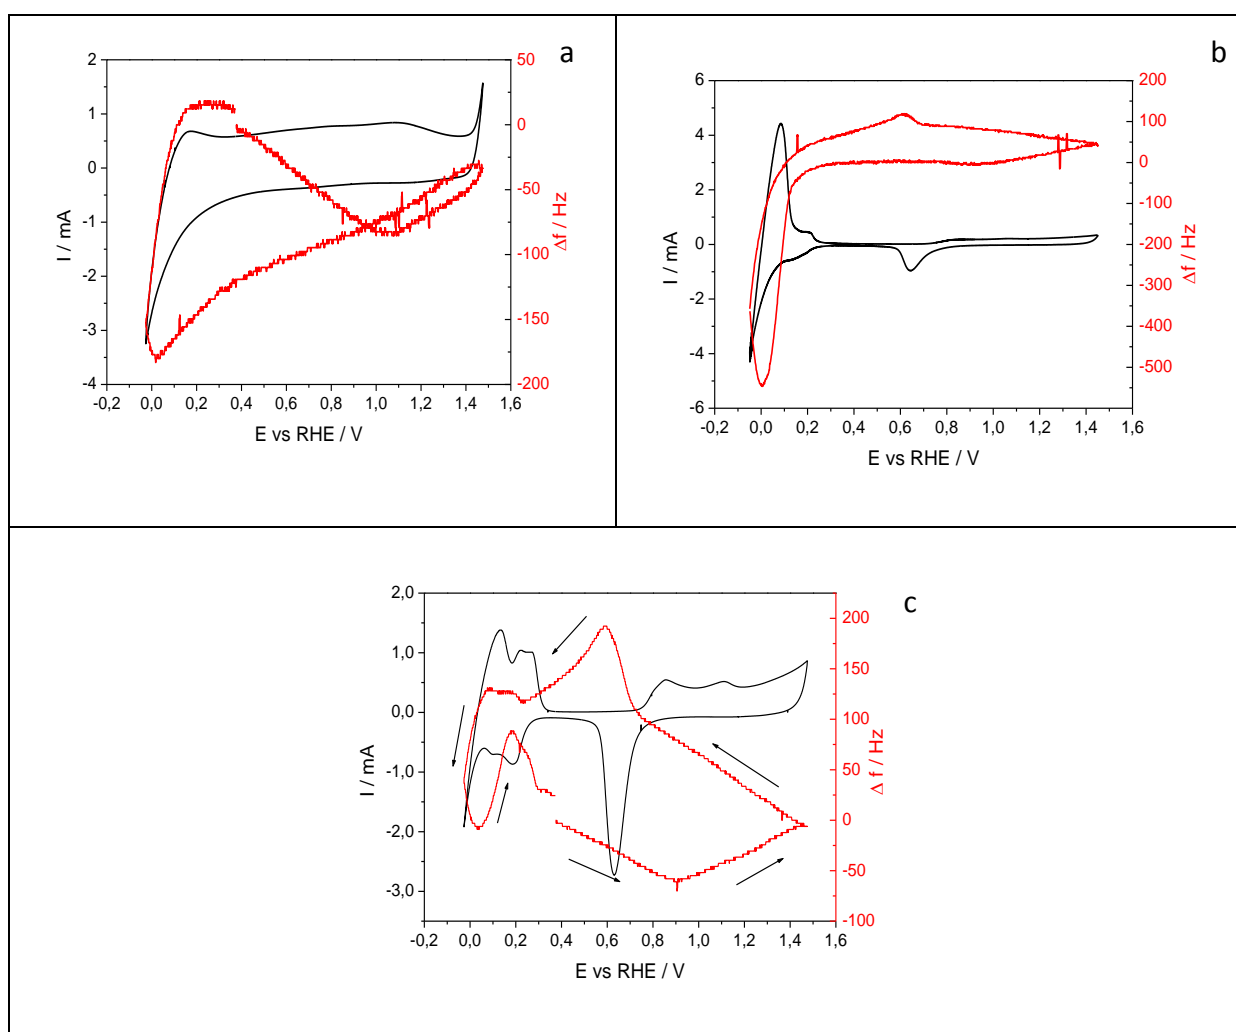 a
2
1
0
-1
-2
-3
-4
I / mA
50
0
-50
-100
-150
-200
Δf / Hz
-0,2 0,0 0,2 0,4 0,6 0,8 1,0 1,2 1,4 1,6
E vs RHE / V
b
6
4
2
0
-2
-4
-6
I / mA
200
100
0
-100
-200
-300
-400
-500
Δf / Hz
-0,2 0,0 0,2 0,4 0,6 0,8 1,0 1,2 1,4 1,6
E vs RHE / V
c
2,0
1,0
0,0
-1,0
-2,0
-3,0
I / mA
200
150
100
50
0
-50
-100
Δ f / Hz
-0,2 0,0 0,2 0,4 0,6 0,8 1,0 1,2 1,4 1,6
E vs RHE / V